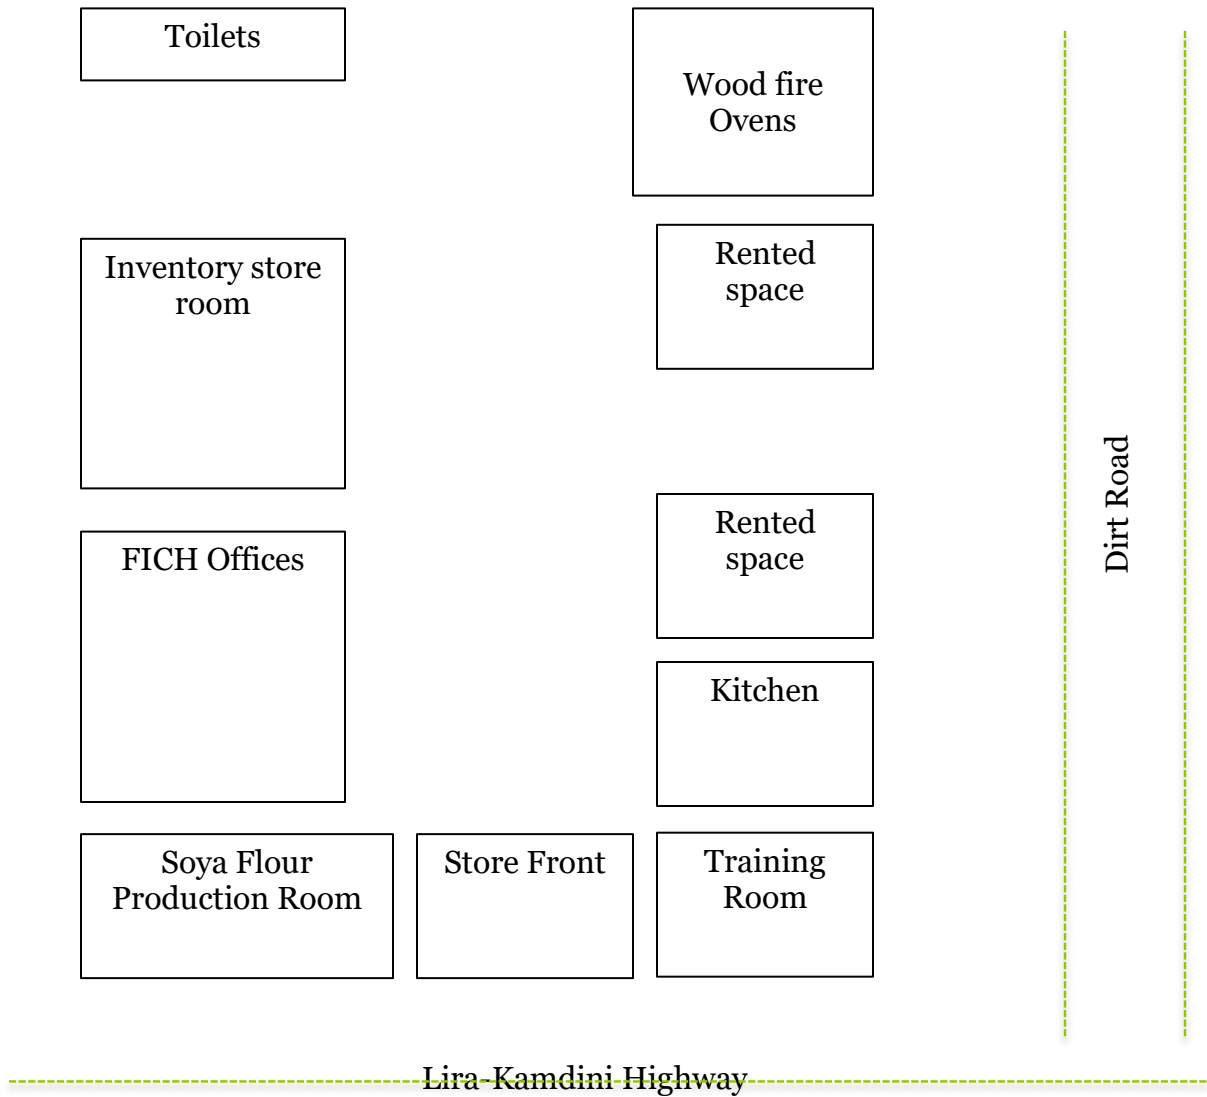 Toilets
Wood fire
Ovens
Inventory store
room
Rented
space
FICH Offices
Rented
space
Kitchen
Soya Flour
Production Room
Store Front
Training
Room
Dirt Road
Lira-Kamdini Highway